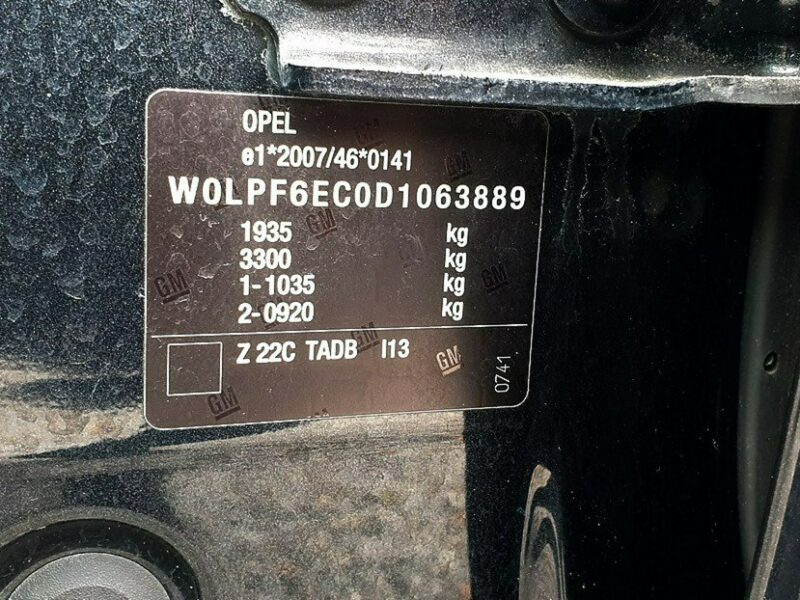 OPEL
e1*2007/46*0141
W0LPF6EC0D1063889
1935 kg
3300 kg
1-1035 kg
2-0920 kg
Z 22C TADB I13
GM
0741